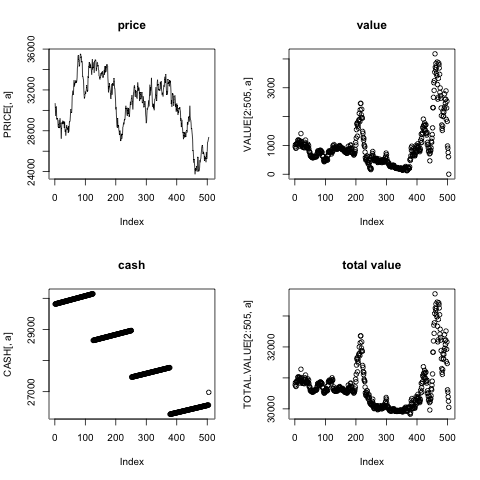 price
PRICE[, a]
24000
28000
32000
36000
0
100
200
300
400
500
Index
value
VALUE[2:505, a]
0
1000
3000
0
100
200
300
400
500
Index
cash
CASH[, a]
27000
29000
0
100
200
300
400
500
Index
total value
TOTAL.VALUE[2:505, a]
30000
32000
0
100
200
300
400
500
Index